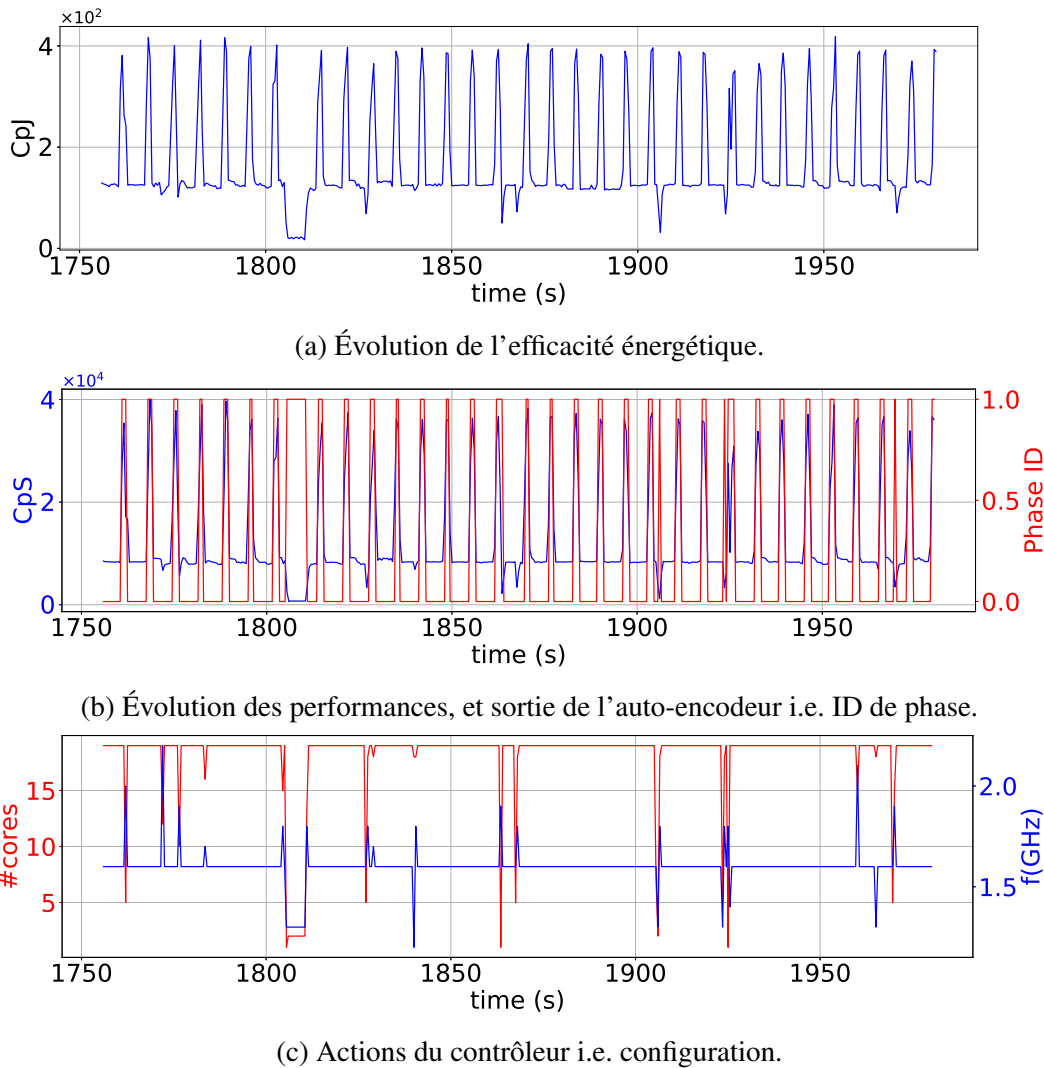 ×10²
4
2
0
CpJ
1750 1800 1850 1900 1950
time (s)
(a) Évolution de l'efficacité énergétique.
×10⁴
4
2
0
CpS
1.0
0.5
0.0
Phase ID
1750 1800 1850 1900 1950
time (s)
(b) Évolution des performances, et sortie de l'auto-encodeur i.e. ID de phase.
15
10
5
#cores
2.0
1.5
f(GHz)
1750 1800 1850 1900 1950
time (s)
(c) Actions du contrôleur i.e. configuration.